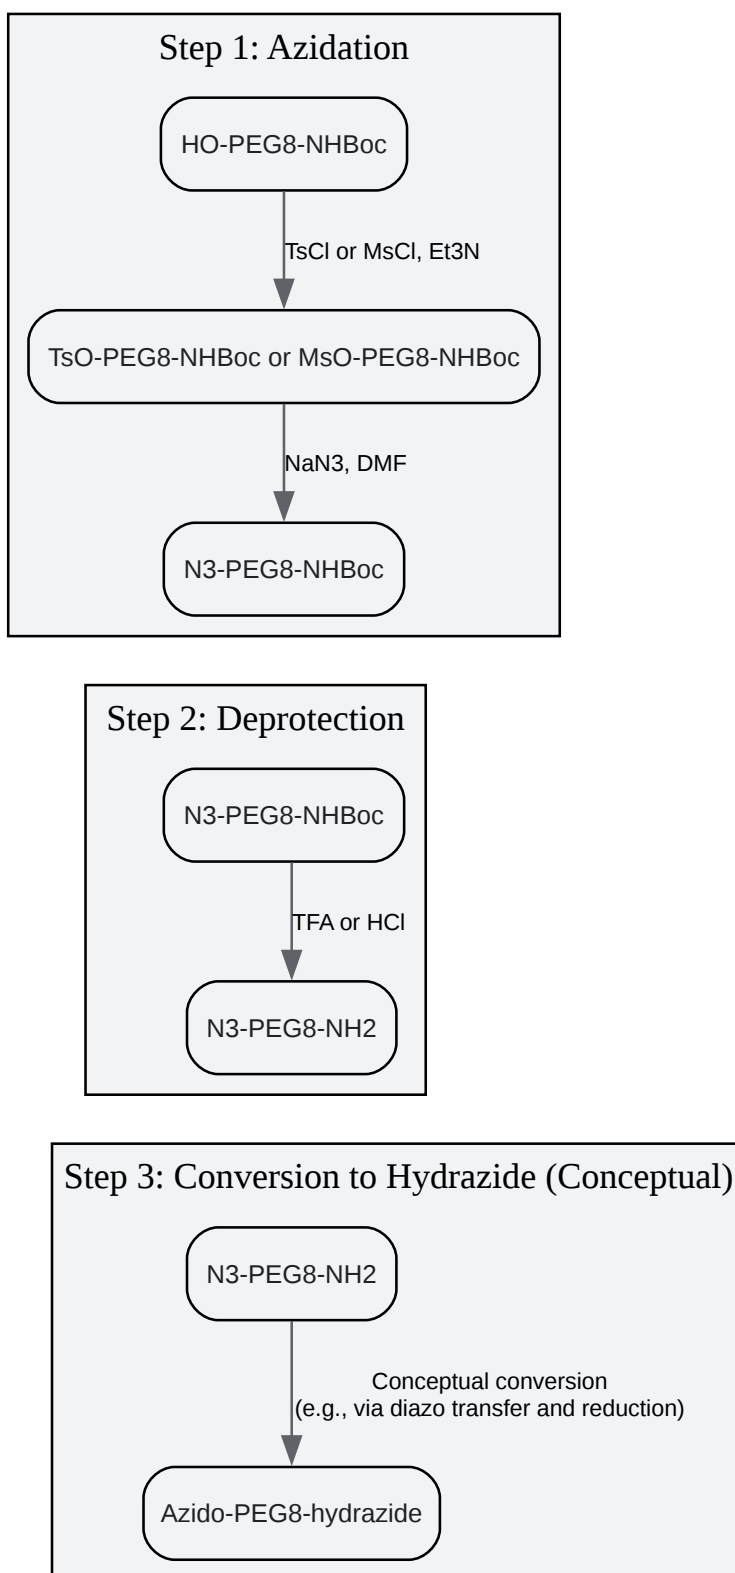 Step 1: Azidation
HO-PEG8-NHBoc
TsCl or MsCl, Et3N
TsO-PEG8-NHBoc or MsO-PEG8-NHBoc
NaN3, DMF
N3-PEG8-NHBoc
Step 2: Deprotection
N3-PEG8-NHBoc
TFA or HCl
N3-PEG8-NH2
Step 3: Conversion to Hydrazide (Conceptual)
N3-PEG8-NH2
Conceptual conversion
(e.g., via diazo transfer and reduction)
Azido-PEG8-hydrazide